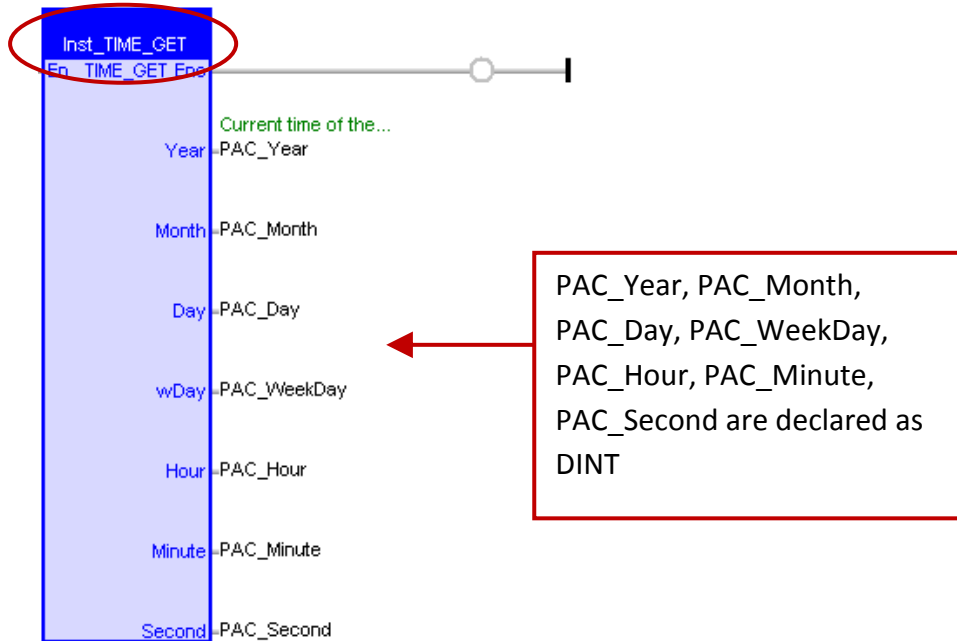 Inst_TIME_GET
En TIME_GET Eno
Current time of the...
Year PAC_Year
Month PAC_Month
Day PAC_Day
wDay PAC_WeekDay
Hour PAC_Hour
Minute PAC_Minute
Second PAC_Second
PAC_Year, PAC_Month,
PAC_Day, PAC_WeekDay,
PAC_Hour, PAC_Minute,
PAC_Second are declared as
DINT